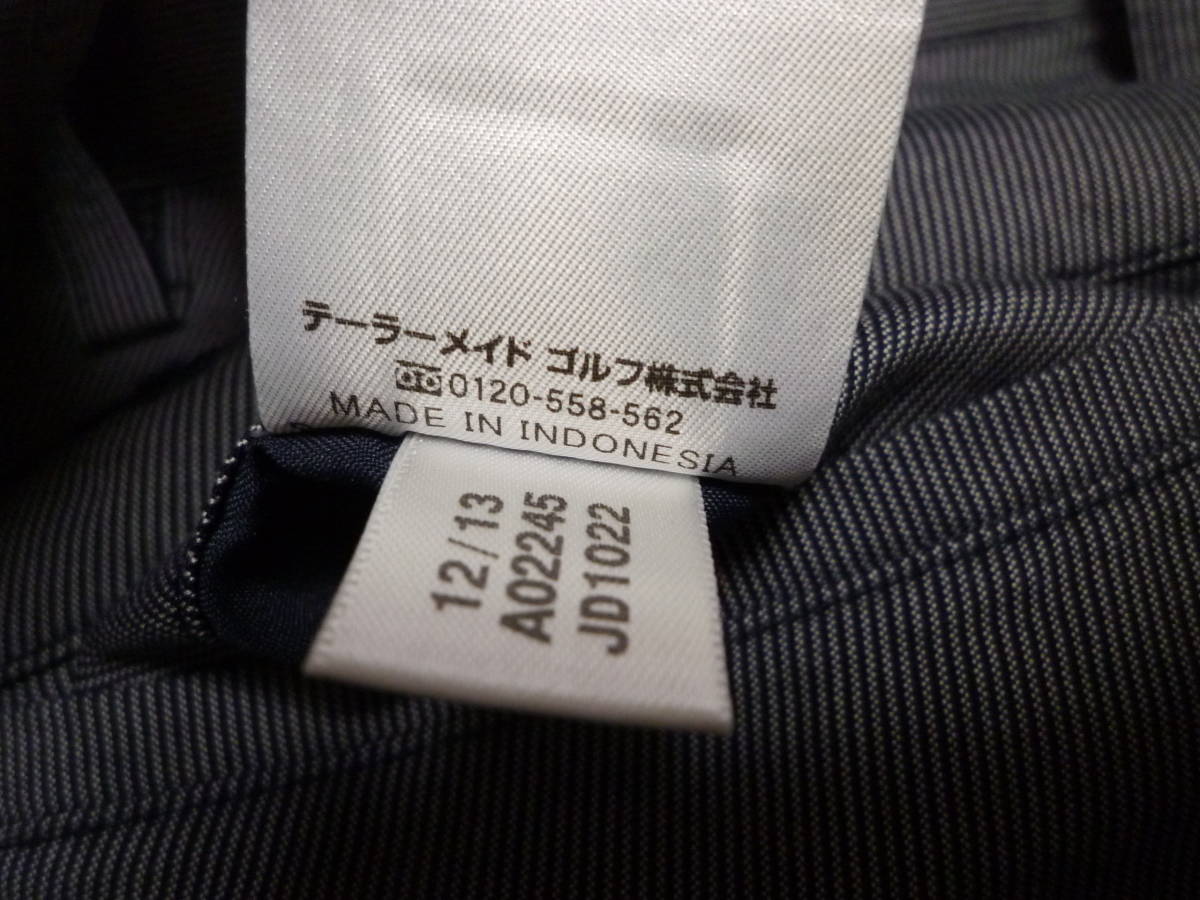 テーラーメイド ゴルフ株式会社
0120-558-562
MADE IN INDONESIA
12/13
A02245
JD1022